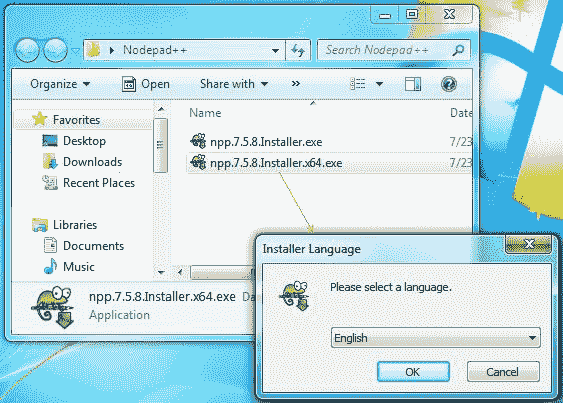 Nodepad++
Search Nodepad++
Organize
Open
Share with
»
Name
Date
Favorites
Desktop
Downloads
Recent Places
Libraries
Documents
Music
npp.7.5.8.Installer.exe
7/23
npp.7.5.8.Installer.x64.exe
7/23
npp.7.5.8.Installer.x64.exe
Da
Application
Installer Language
Please select a language.
English
OK
Cancel